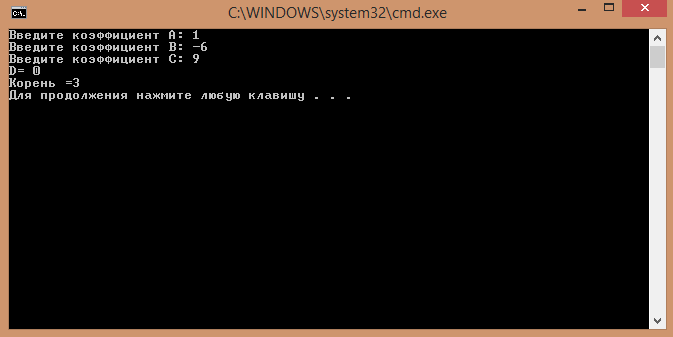 C:\WINDOWS\system32\cmd.exe
Введите коэффициент A: 1
Введите коэффициент B: -6
Введите коэффициент C: 9
D= 0
Корень =3
Для продолжения нажмите любую клавишу . . .